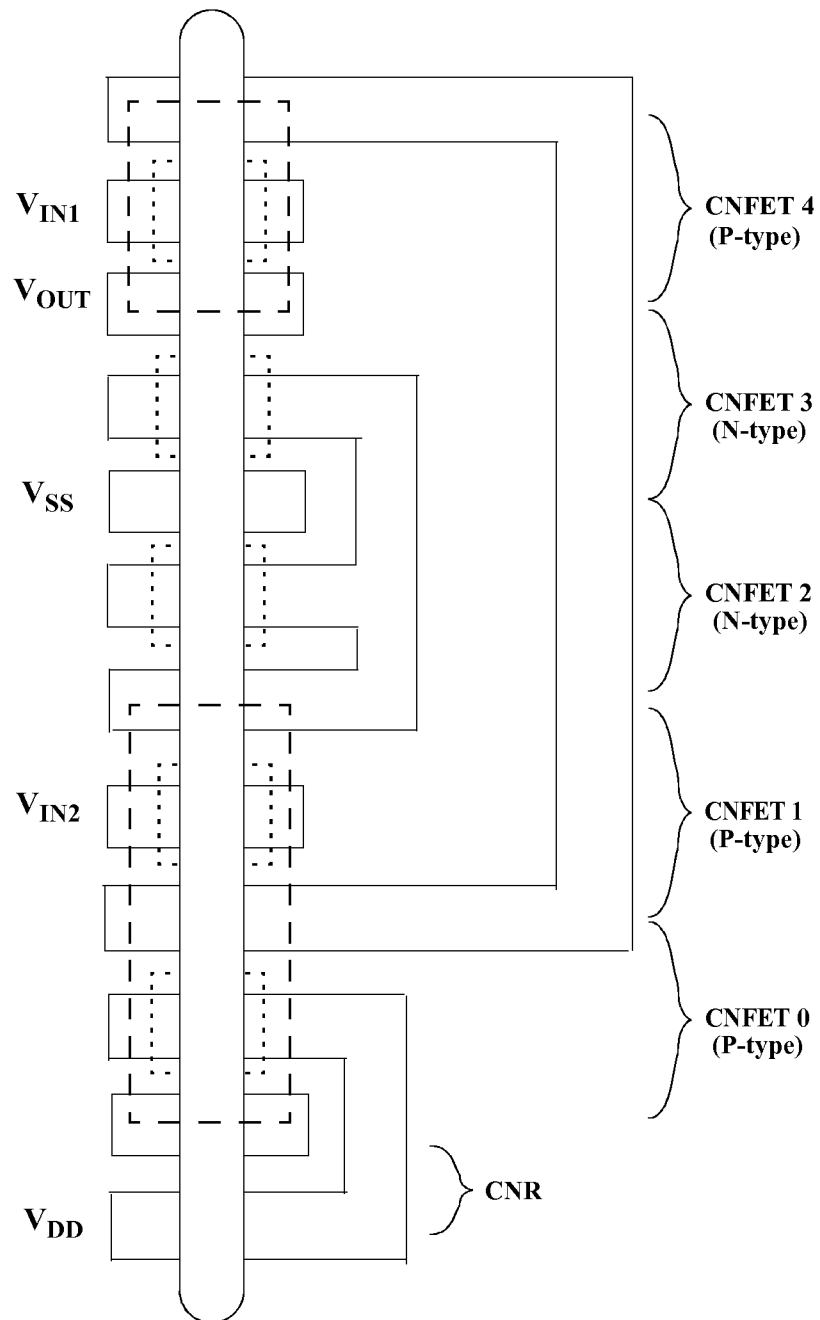 V_IN1
CNFET 4
(P-type)
V_OUT
CNFET 3
(N-type)
V_SS
CNFET 2
(N-type)
V_IN2
CNFET 1
(P-type)
CNFET 0
(P-type)
CNR
V_DD